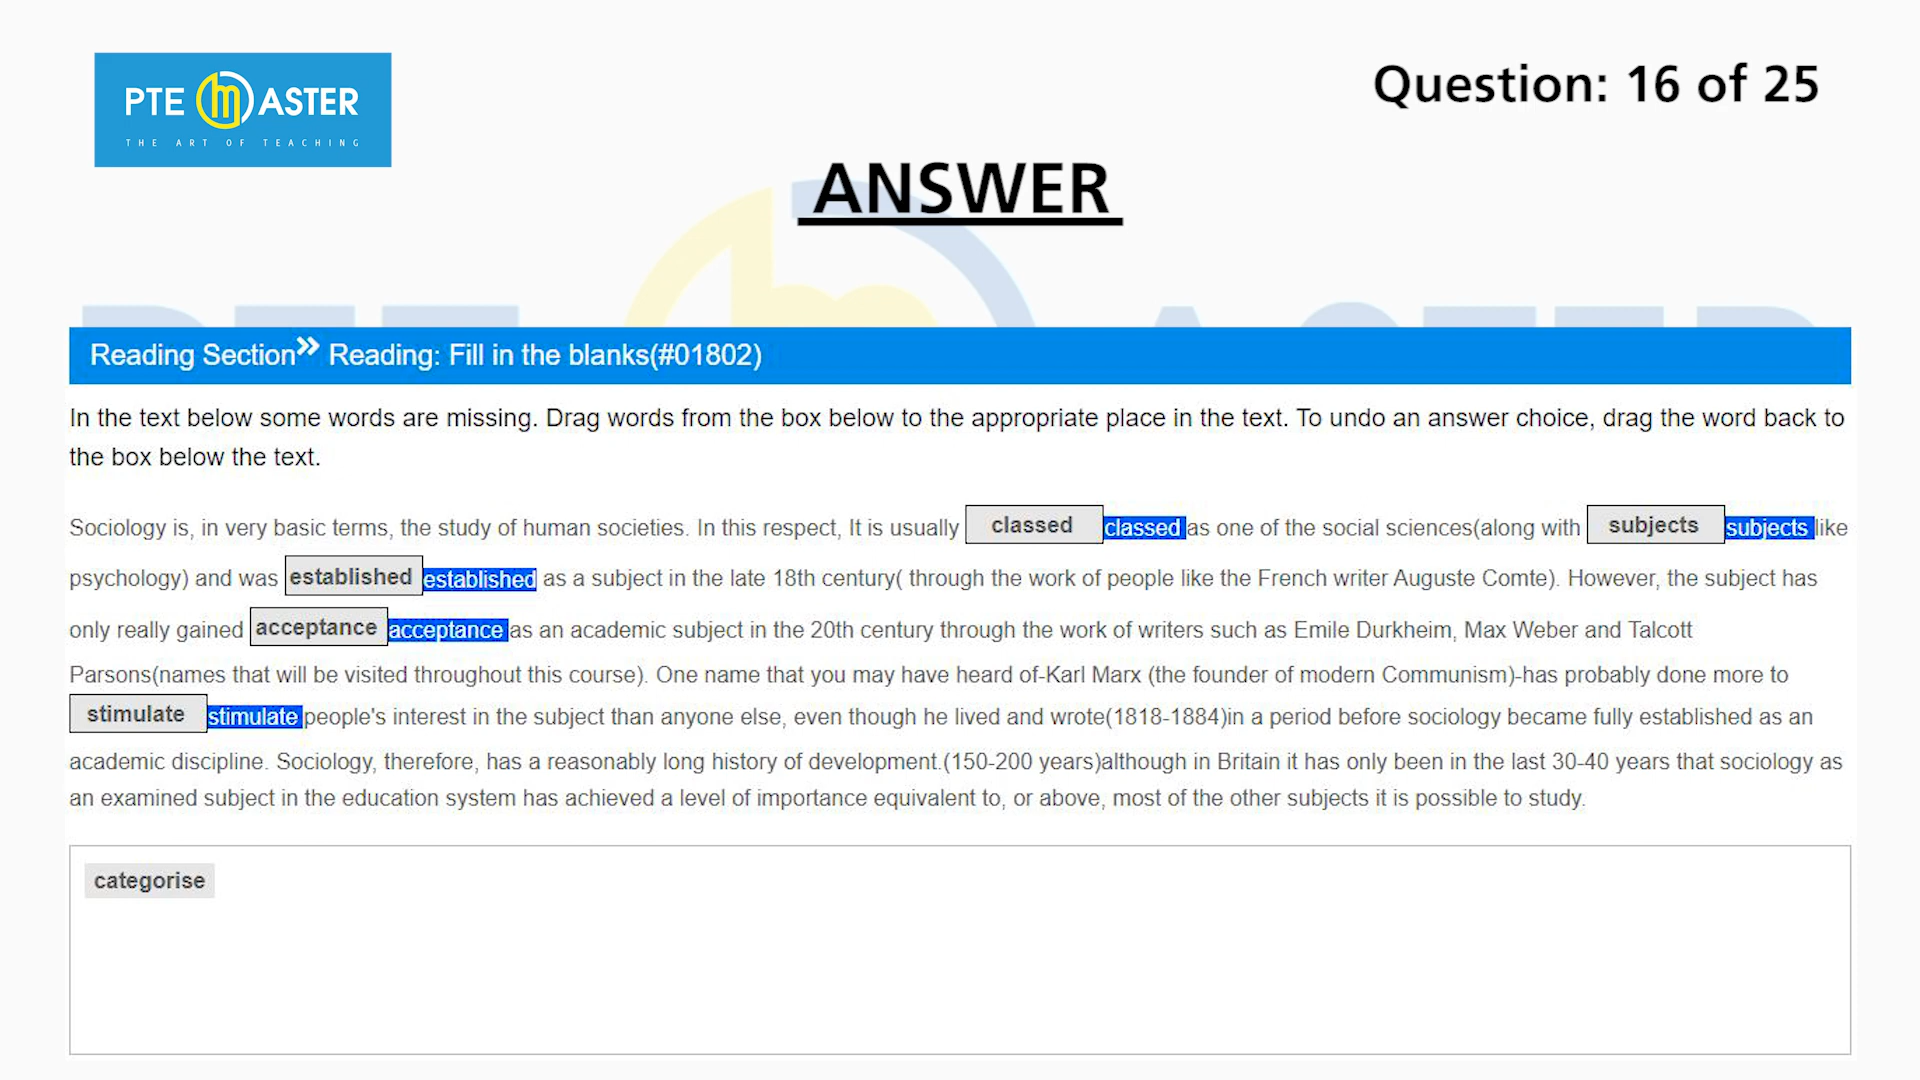 PTE MASTER
THE ART OF TEACHING
Question: 16 of 25
ANSWER
Reading Section» Reading: Fill in the blanks(#01802)
In the text below some words are missing. Drag words from the box below to the appropriate place in the text. To undo an answer choice, drag the word back to
the box below the text.
Sociology is, in very basic terms, the study of human societies. In this respect, It is usually classed classed as one of the social sciences(along with subjects subjects like
psychology) and was established established as a subject in the late 18th century( through the work of people like the French writer Auguste Comte). However, the subject has
only really gained acceptance acceptance as an academic subject in the 20th century through the work of writers such as Emile Durkheim, Max Weber and Talcott
Parsons(names that will be visited throughout this course). One name that you may have heard of-Karl Marx (the founder of modern Communism)-has probably done more to
stimulate stimulate people's interest in the subject than anyone else, even though he lived and wrote(1818-1884)in a period before sociology became fully established as an
academic discipline. Sociology, therefore, has a reasonably long history of development.(150-200 years)although in Britain it has only been in the last 30-40 years that sociology as
an examined subject in the education system has achieved a level of importance equivalent to, or above, most of the other subjects it is possible to study.
categorise